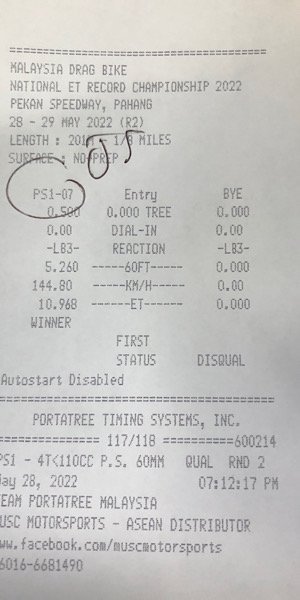 MALAYSIA DRAG BIKE
NATIONAL ET RECORD CHAMPIONSHIP 2022
PEKAN SPEEDWAY, PAHANG
28 - 29 MAY 2022 (R2)
LENGTH : 201M - 1/8 MILES
SURFACE : NO-PREP
PS1-07 Entry BYE
0.500 0.000 TREE 0.000
0.00 DIAL-IN 0.00
-LB3- REACTION -LB3-
5.260 -----60FT----- 0.000
144.80 -----KM/H----- 0.00
10.968 -----ET----- 0.000
WINNER
FIRST
STATUS DISQUAL
Autostart Disabled
PORTATREE TIMING SYSTEMS, INC.
=============== 117/118 ==========600214
PS1 - 4T<110CC P.S. 60MM QUAL RND 2
May 28, 2022 07:12:17 PM
TEAM PORTATREE MALAYSIA
MUSC MOTORSPORTS - ASEAN DISTRIBUTOR
www.facebook.com/muscmotorsports
6016-6681490